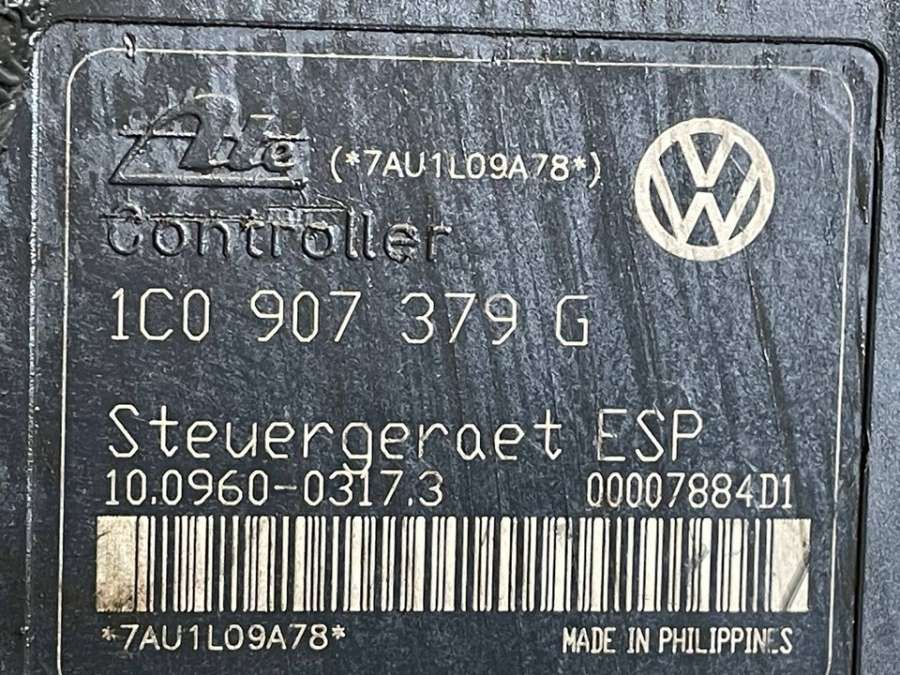 Ate (*7AU1L09A78*)
Controller
1C0 907 379 G
Steuergeraet ESP
10.0960-0317.3 00007884D1
*7AU1L09A78* MADE IN PHILIPPINES